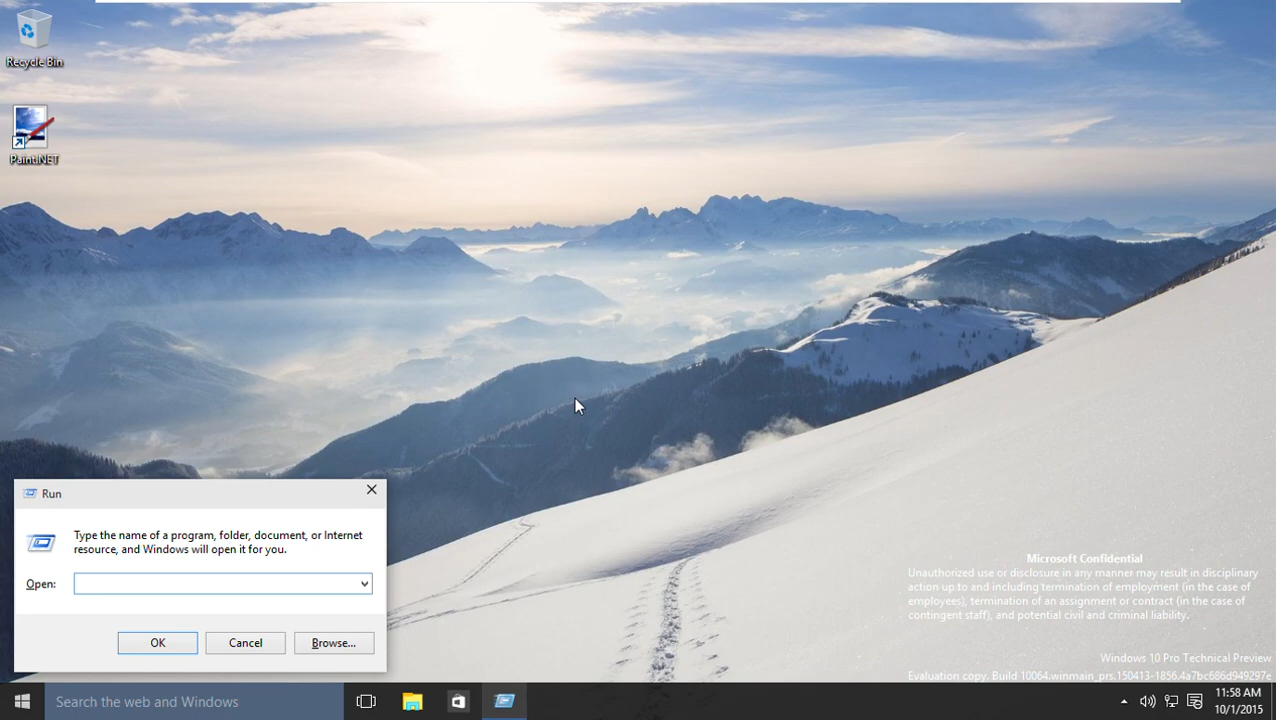 Recycle Bin
Paint.NET
Run
Type the name of a program, folder, document, or Internet
resource, and Windows will open it for you.
Open:
OK
Cancel
Browse...
Microsoft Confidential
Unauthorized use or disclosure in any manner may result in disciplinary
action up to and including termination of employment (in the case of
employees), termination of an assignment or contract (in the case of
contingent staff), and potential civil and criminal liability.
Windows 10 Pro Technical Preview
Evaluation copy. Build 10064.winmain_prs.150413-1856.4a7bc686d949297e
Search the web and Windows
11:58 AM
10/1/2015